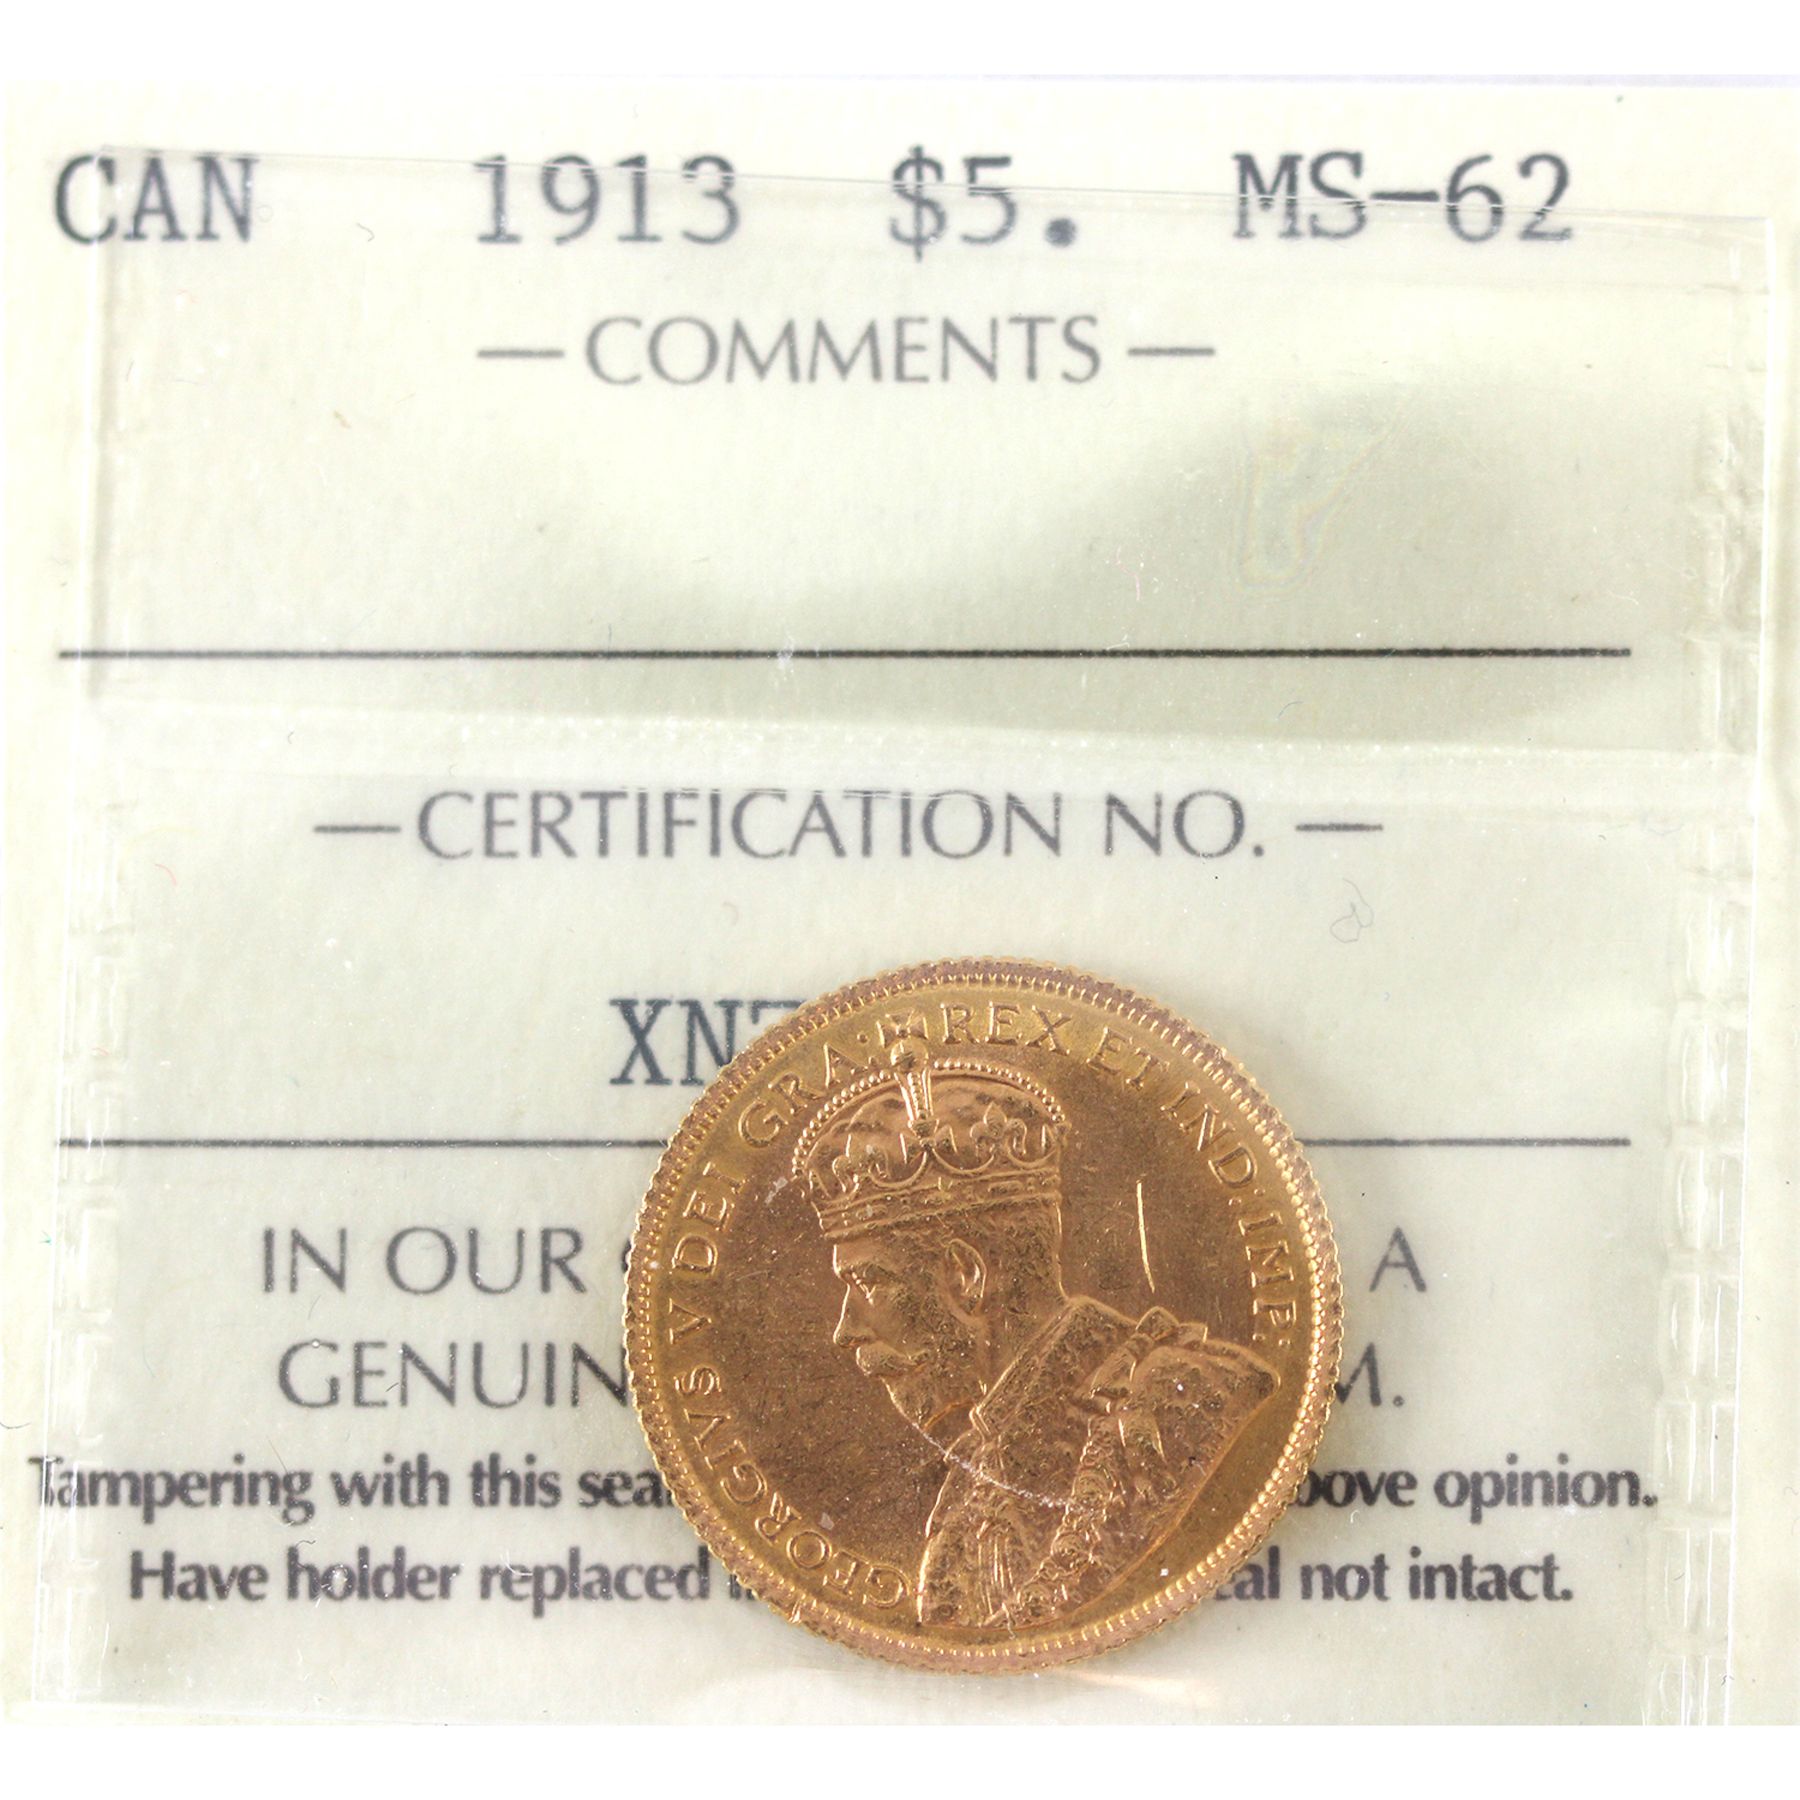 CAN 1913 $5. MS-62
— COMMENTS —
— CERTIFICATION NO. —
XN
IN OUR A
GENUIN M.
Tampering with this sea bove opinion.
Have holder replaced eal not intact.
GEORGIVS V DEI GRA: REX ET IND: IMP: